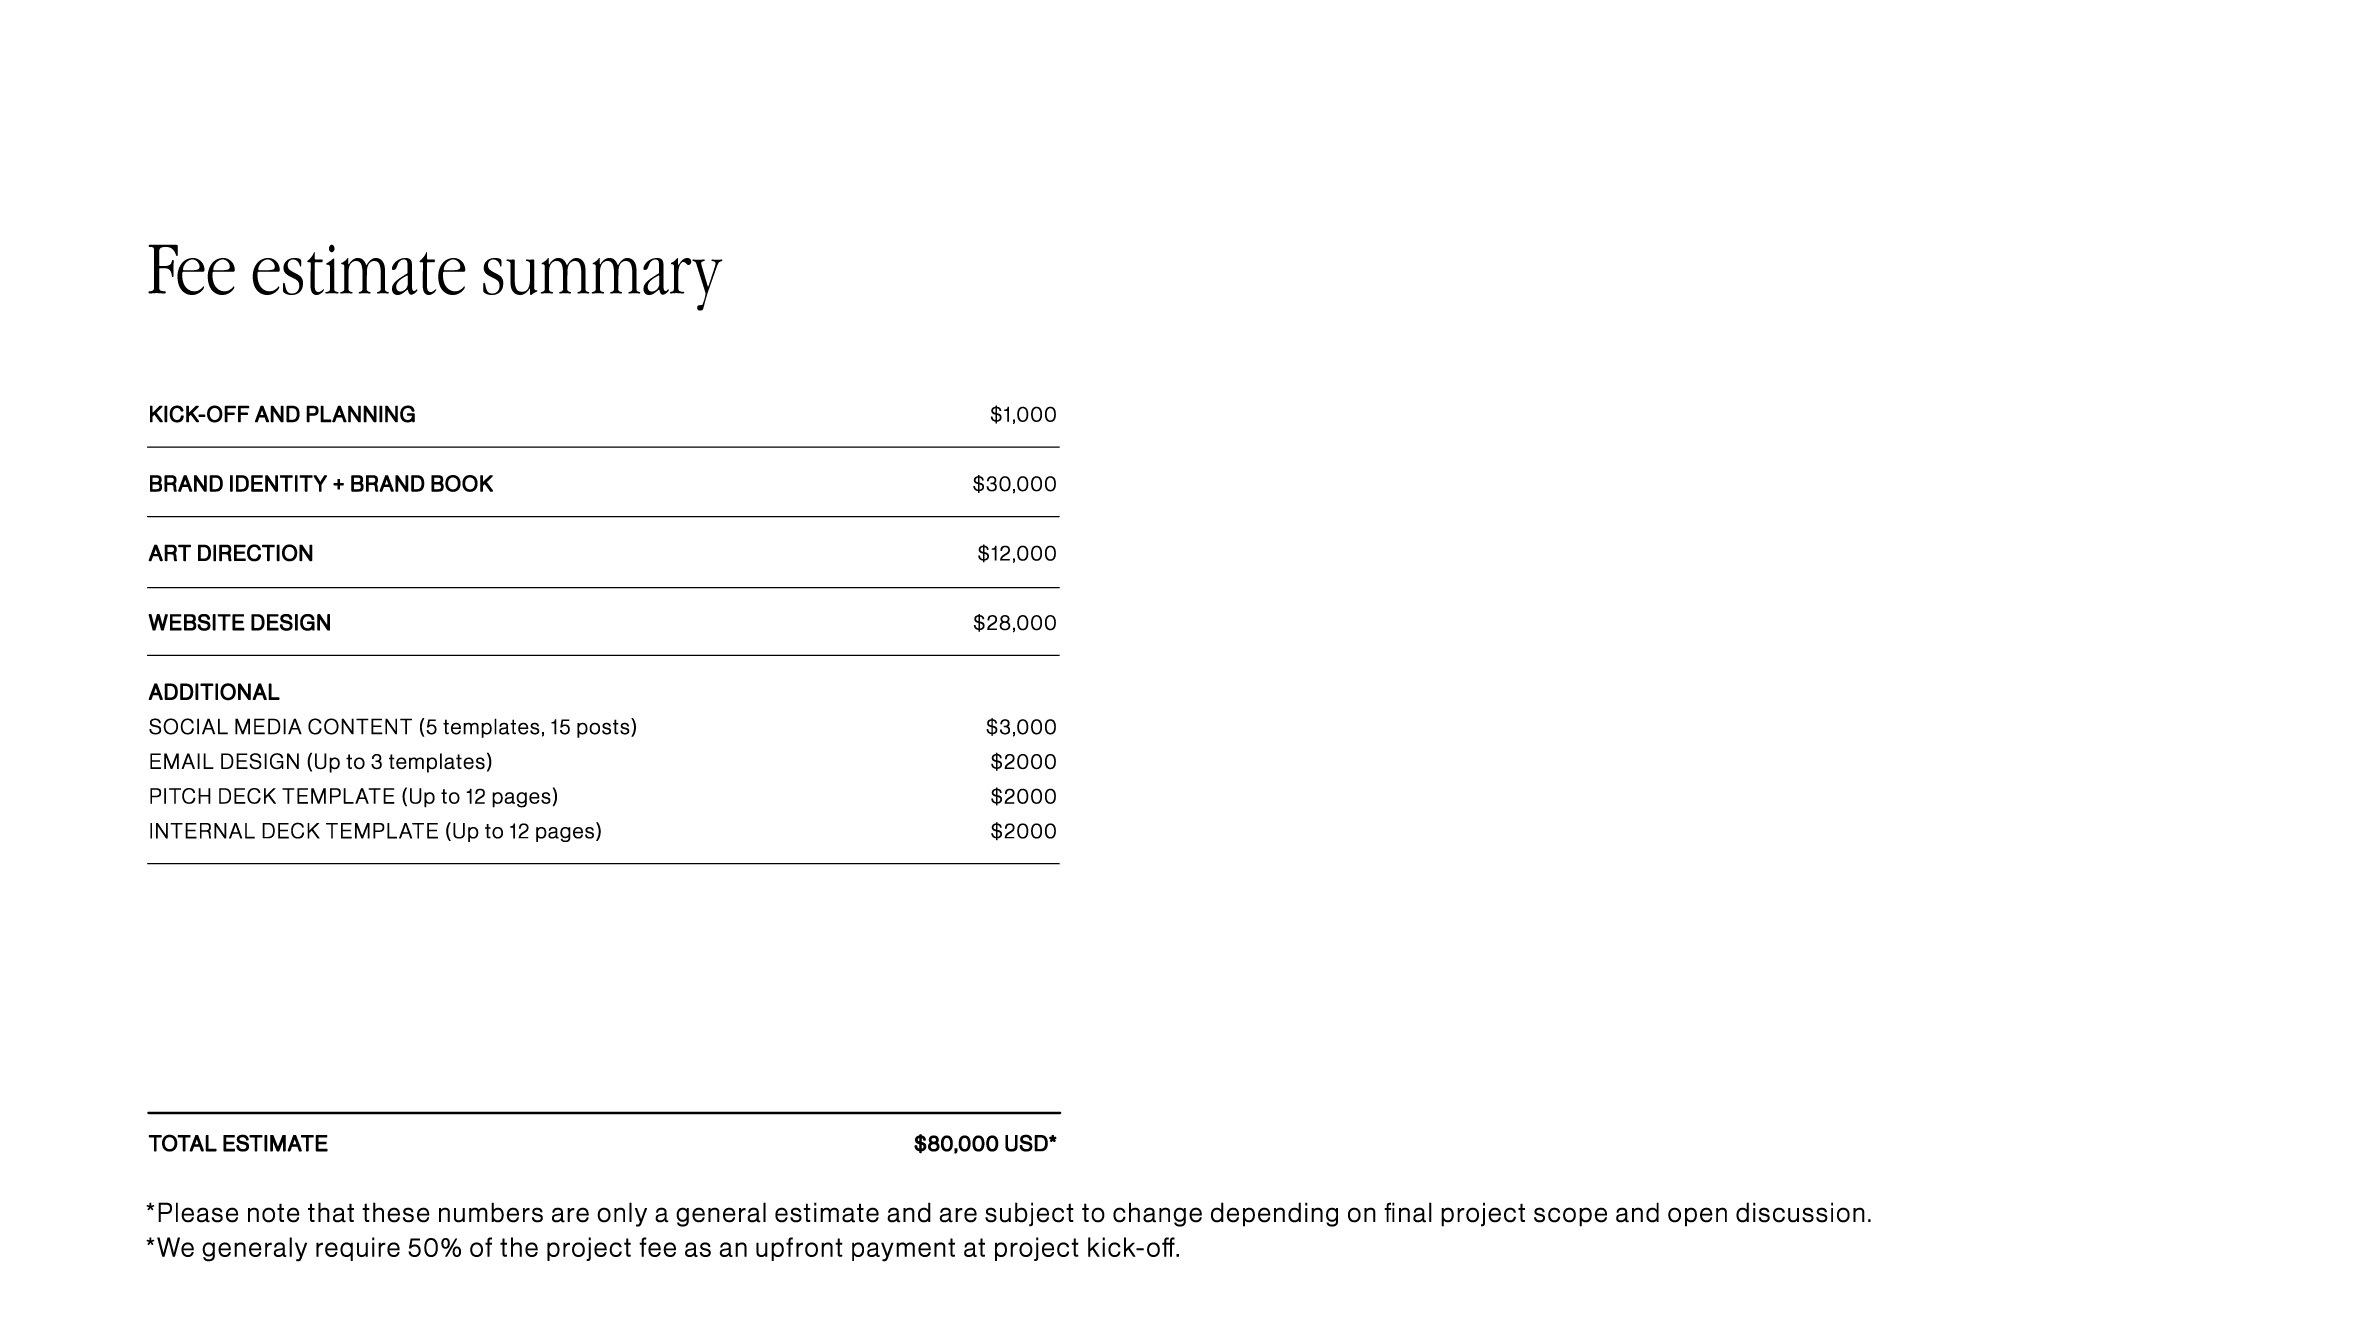 Fee estimate summary
KICK-OFF AND PLANNING $1,000
BRAND IDENTITY + BRAND BOOK $30,000
ART DIRECTION $12,000
WEBSITE DESIGN $28,000
ADDITIONAL
SOCIAL MEDIA CONTENT (5 templates, 15 posts) $3,000
EMAIL DESIGN (Up to 3 templates) $2000
PITCH DECK TEMPLATE (Up to 12 pages) $2000
INTERNAL DECK TEMPLATE (Up to 12 pages) $2000
TOTAL ESTIMATE $80,000 USD*
*Please note that these numbers are only a general estimate and are subject to change depending on final project scope and open discussion.
*We generaly require 50% of the project fee as an upfront payment at project kick-off.